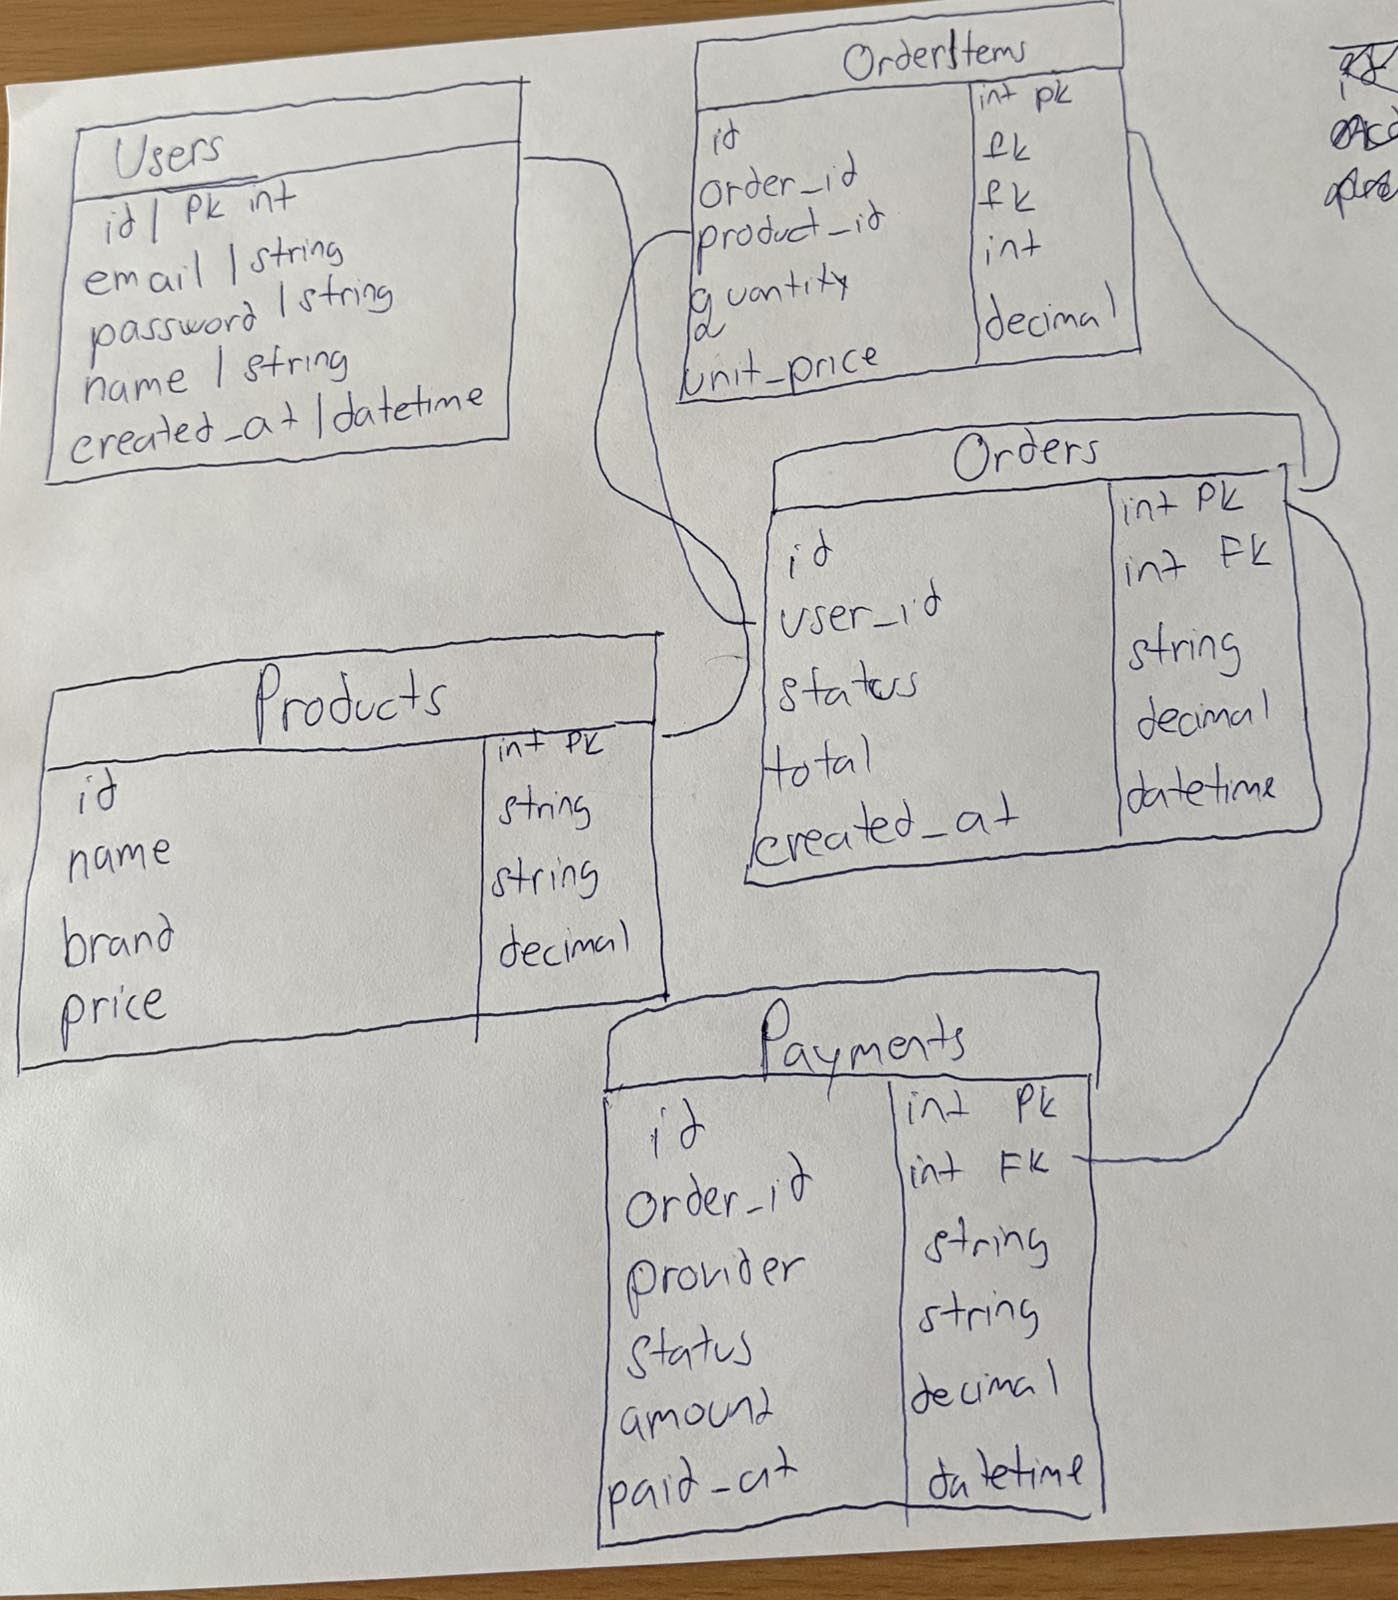 Users
id | PK int
email | string
password | string
name | string
created_at | datetime
OrderItems
id int pk
order_id fk
product_id fk
quantity int
unit_price decimal
Orders
id int PK
user_id int FK
status string
total decimal
created_at datetime
Products
id int PK
name string
brand string
price decimal
Payments
id int PK
order_id int FK
provider string
status string
amount decimal
paid_at datetime